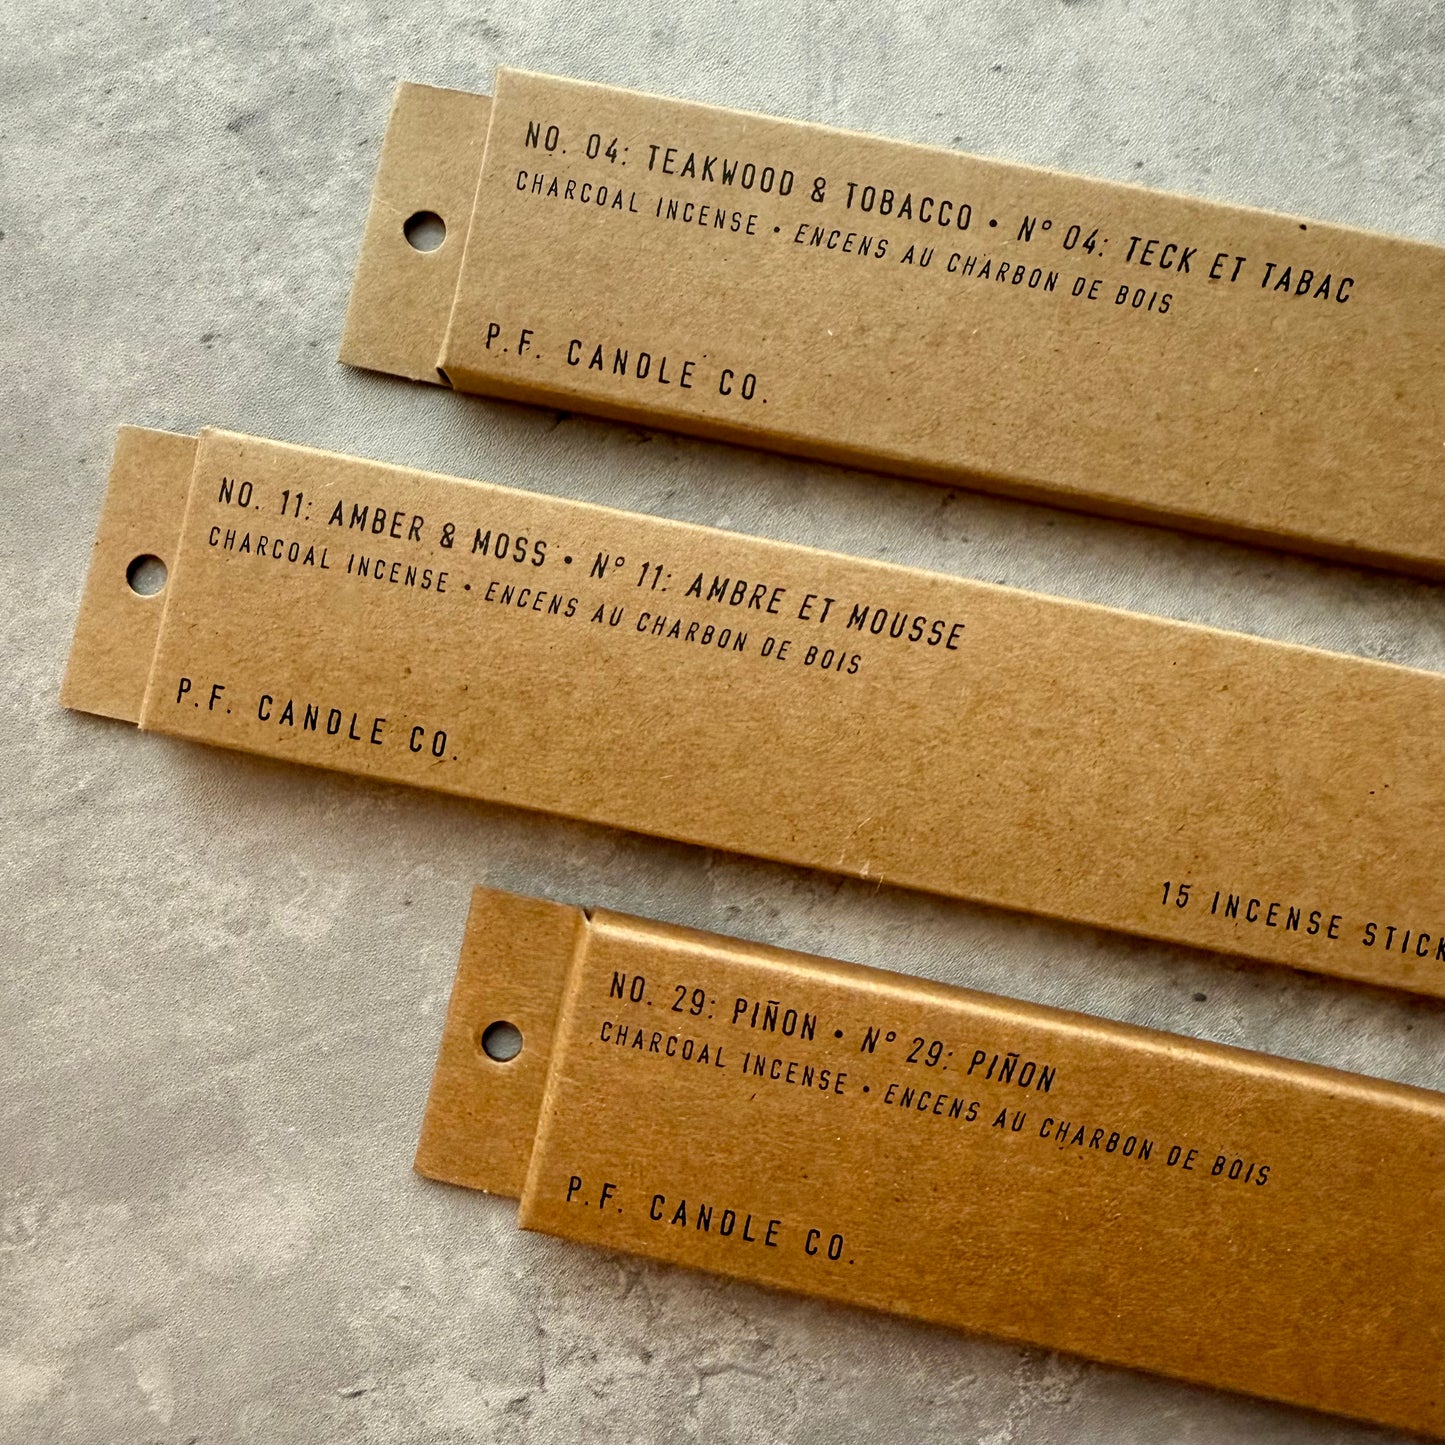 NO. 04: TEAKWOOD & TOBACCO • N° 04: TECK ET TABAC
CHARCOAL INCENSE • ENCENS AU CHARBON DE BOIS
P.F. CANDLE CO.
NO. 11: AMBER & MOSS • N° 11: AMBRE ET MOUSSE
CHARCOAL INCENSE • ENCENS AU CHARBON DE BOIS
P.F. CANDLE CO.
15 INCENSE STICK
NO. 29: PIÑON • N° 29: PIÑON
CHARCOAL INCENSE • ENCENS AU CHARBON DE BOIS
P.F. CANDLE CO.